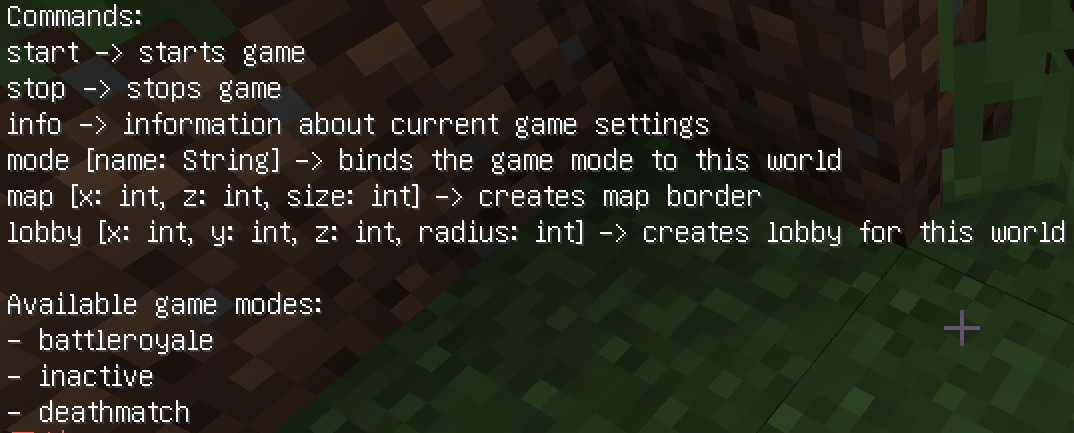 Commands:
start -> starts game
stop -> stops game
info -> information about current game settings
mode [name: String] -> binds the game mode to this world
map [x: int, z: int, size: int] -> creates map border
lobby [x: int, y: int, z: int, radius: int] -> creates lobby for this world
Available game modes:
- battleroyale
- inactive
- deathmatch